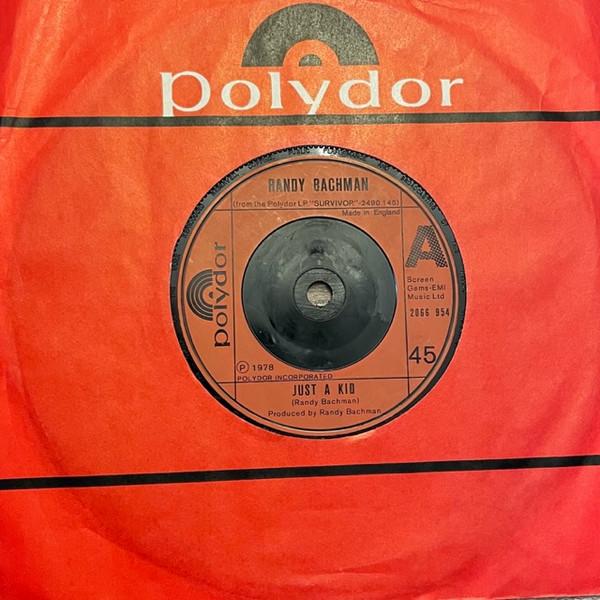 polydor
RANDY BACHMAN
(from the Polydor LP."SURVIVOR"-2490 146)
Made in England
A
polydor
Screen
Gems-EMI
Music Ltd
2066 954
45
Ⓟ 1978
POLYDOR INCORPORATED
JUST A KID
(Randy Bachman)
Produced by Randy Bachman